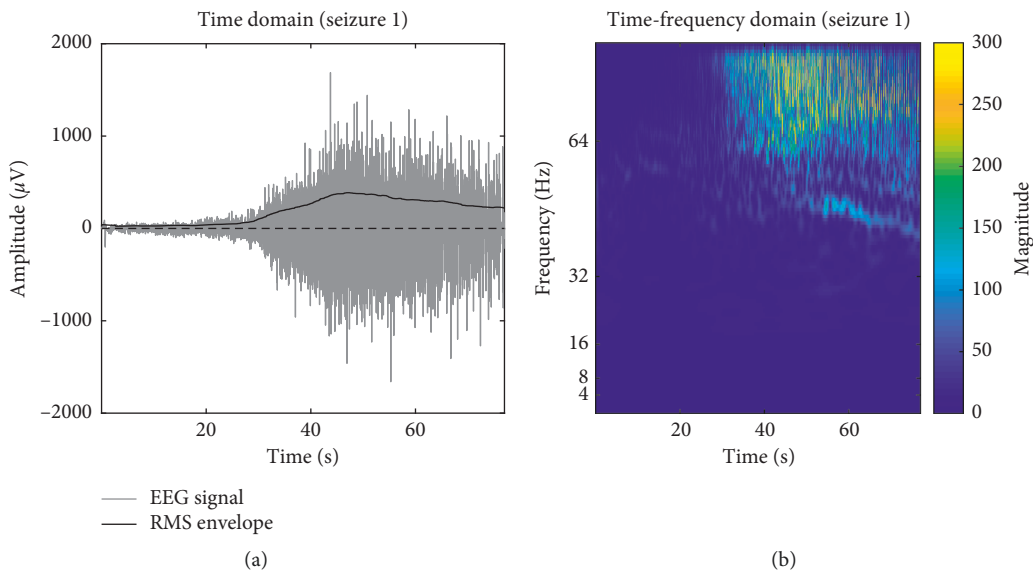 Time domain (seizure 1)
2000
1000
0
−1000
−2000
Amplitude (μV)
20
40
60
Time (s)
EEG signal
RMS envelope
(a)
Time-frequency domain (seizure 1)
64
32
16
8
4
Frequency (Hz)
20
40
60
Time (s)
300
250
200
150
100
50
0
Magnitude
(b)